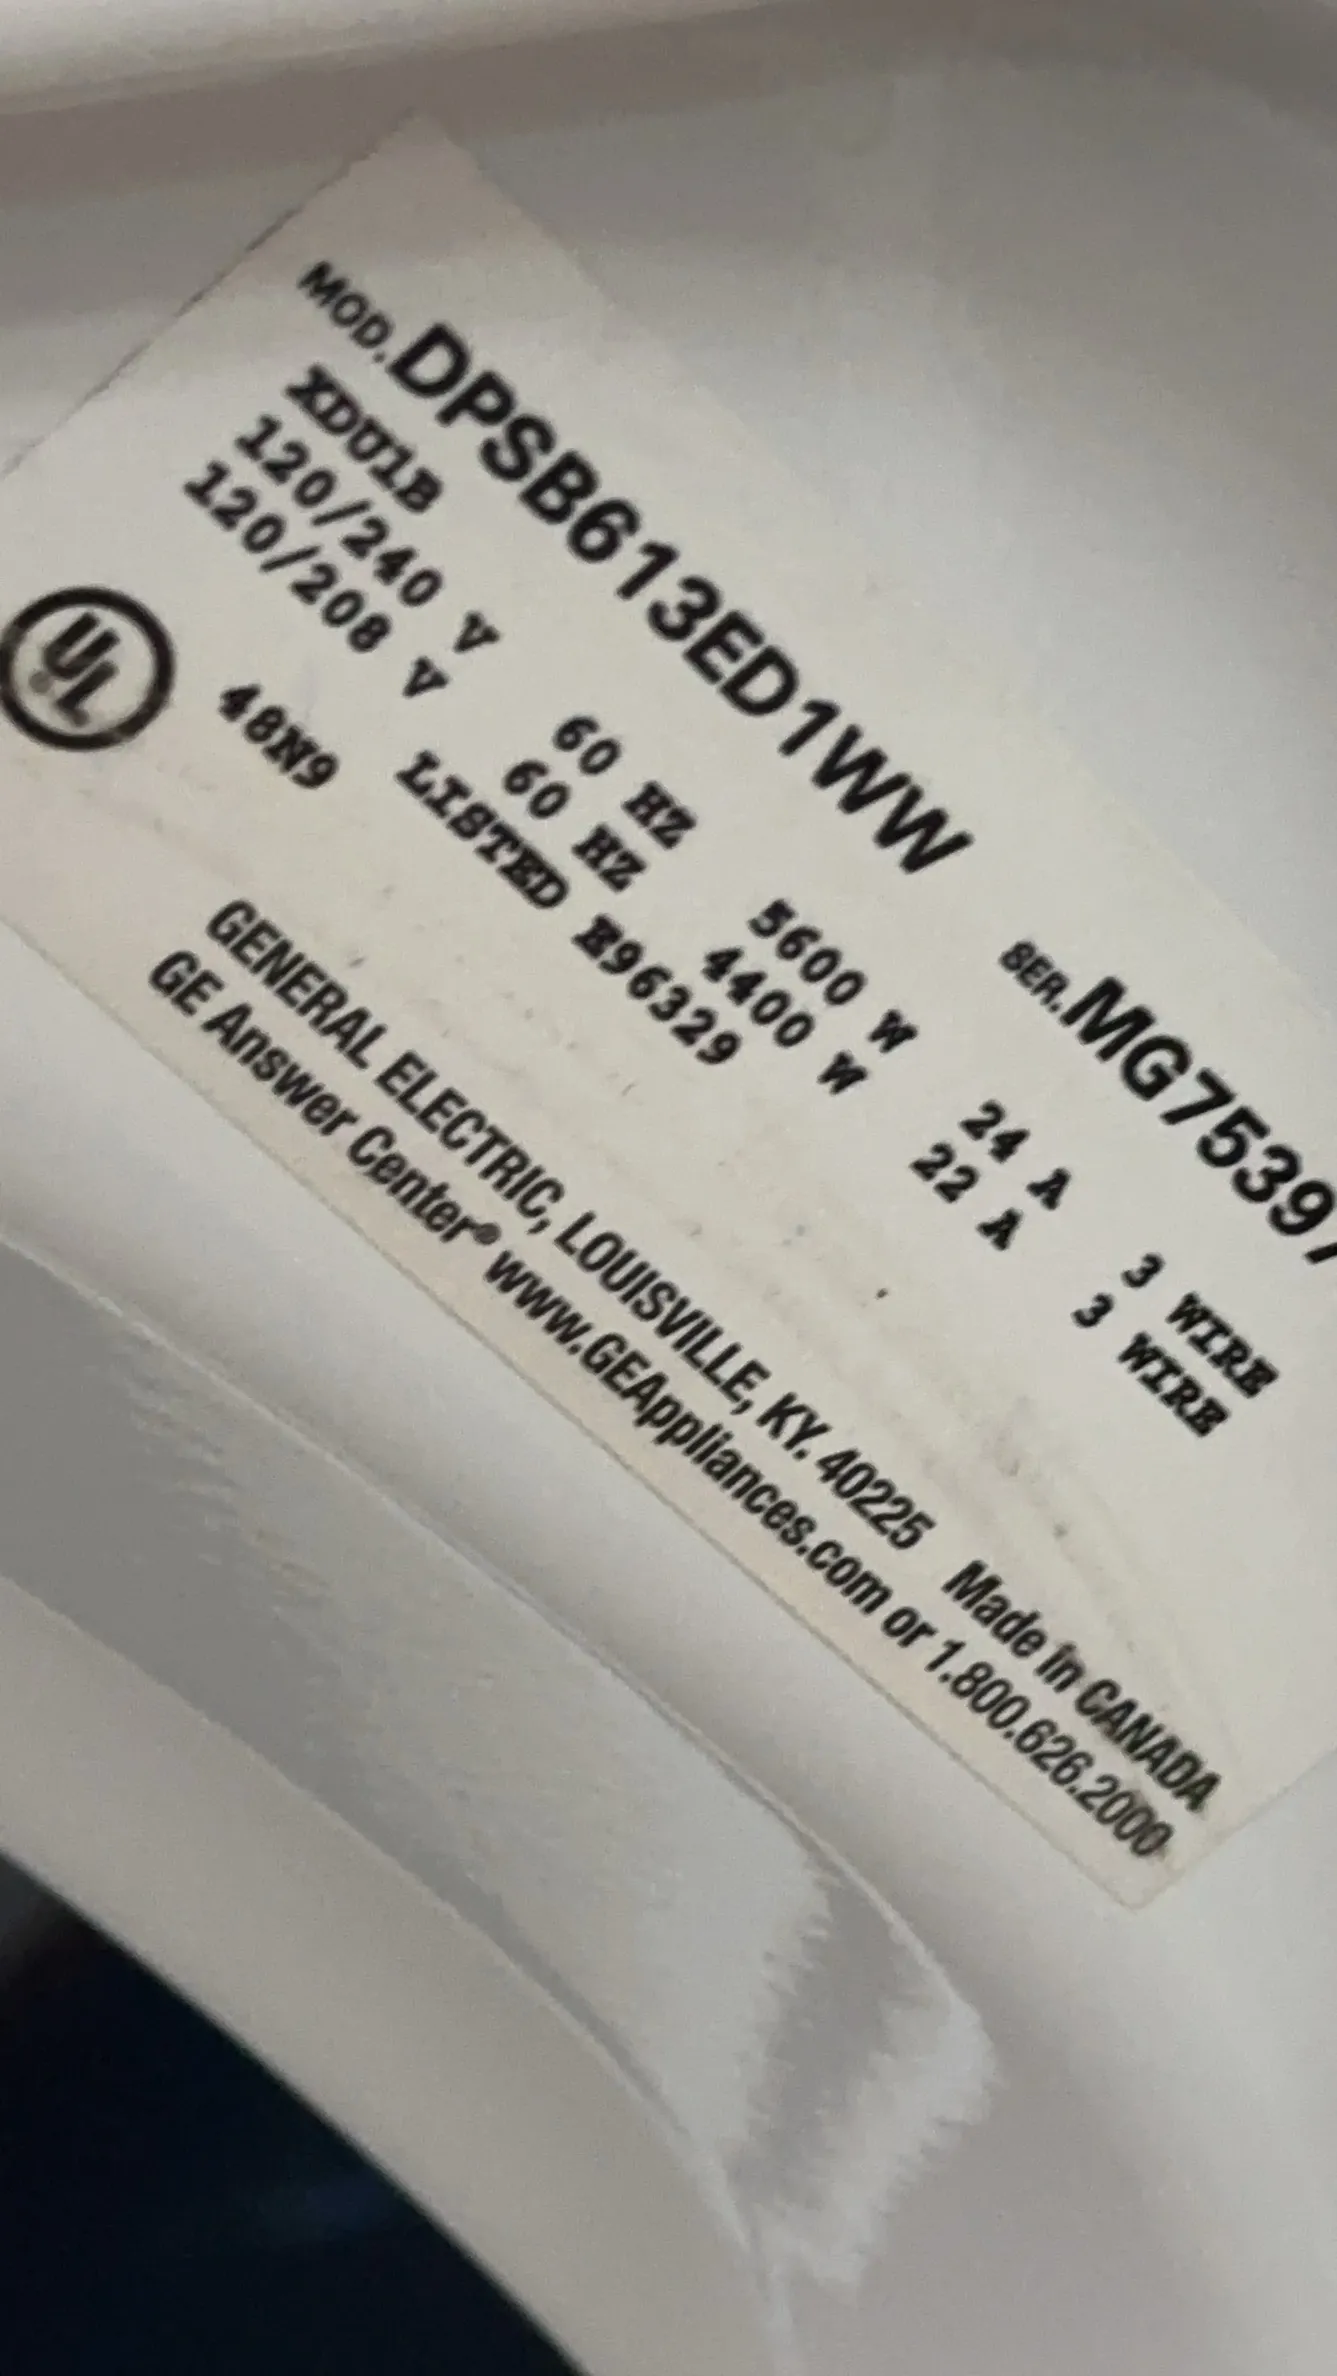 MOD. DPSB613ED1WW SER. MG7539
XDU1B
120/240 V 60 HZ 5600 W 24 A 3 WIRE
120/208 V 60 HZ 4400 W 22 A 3 WIRE
UL 48N9 LISTED E96329
GENERAL ELECTRIC, LOUISVILLE, KY. 40225 Made in CANADA
GE Answer Center® www.GEAppliances.com or 1.800.626.2000